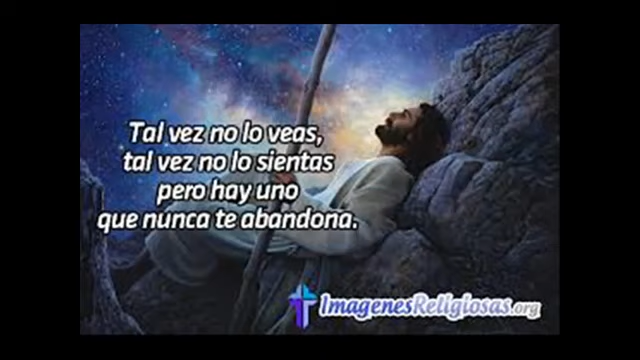 Tal vez no lo veas,
tal vez no lo sientas
pero hay uno
que nunca te abandona.
ImagenesReligiosas.org